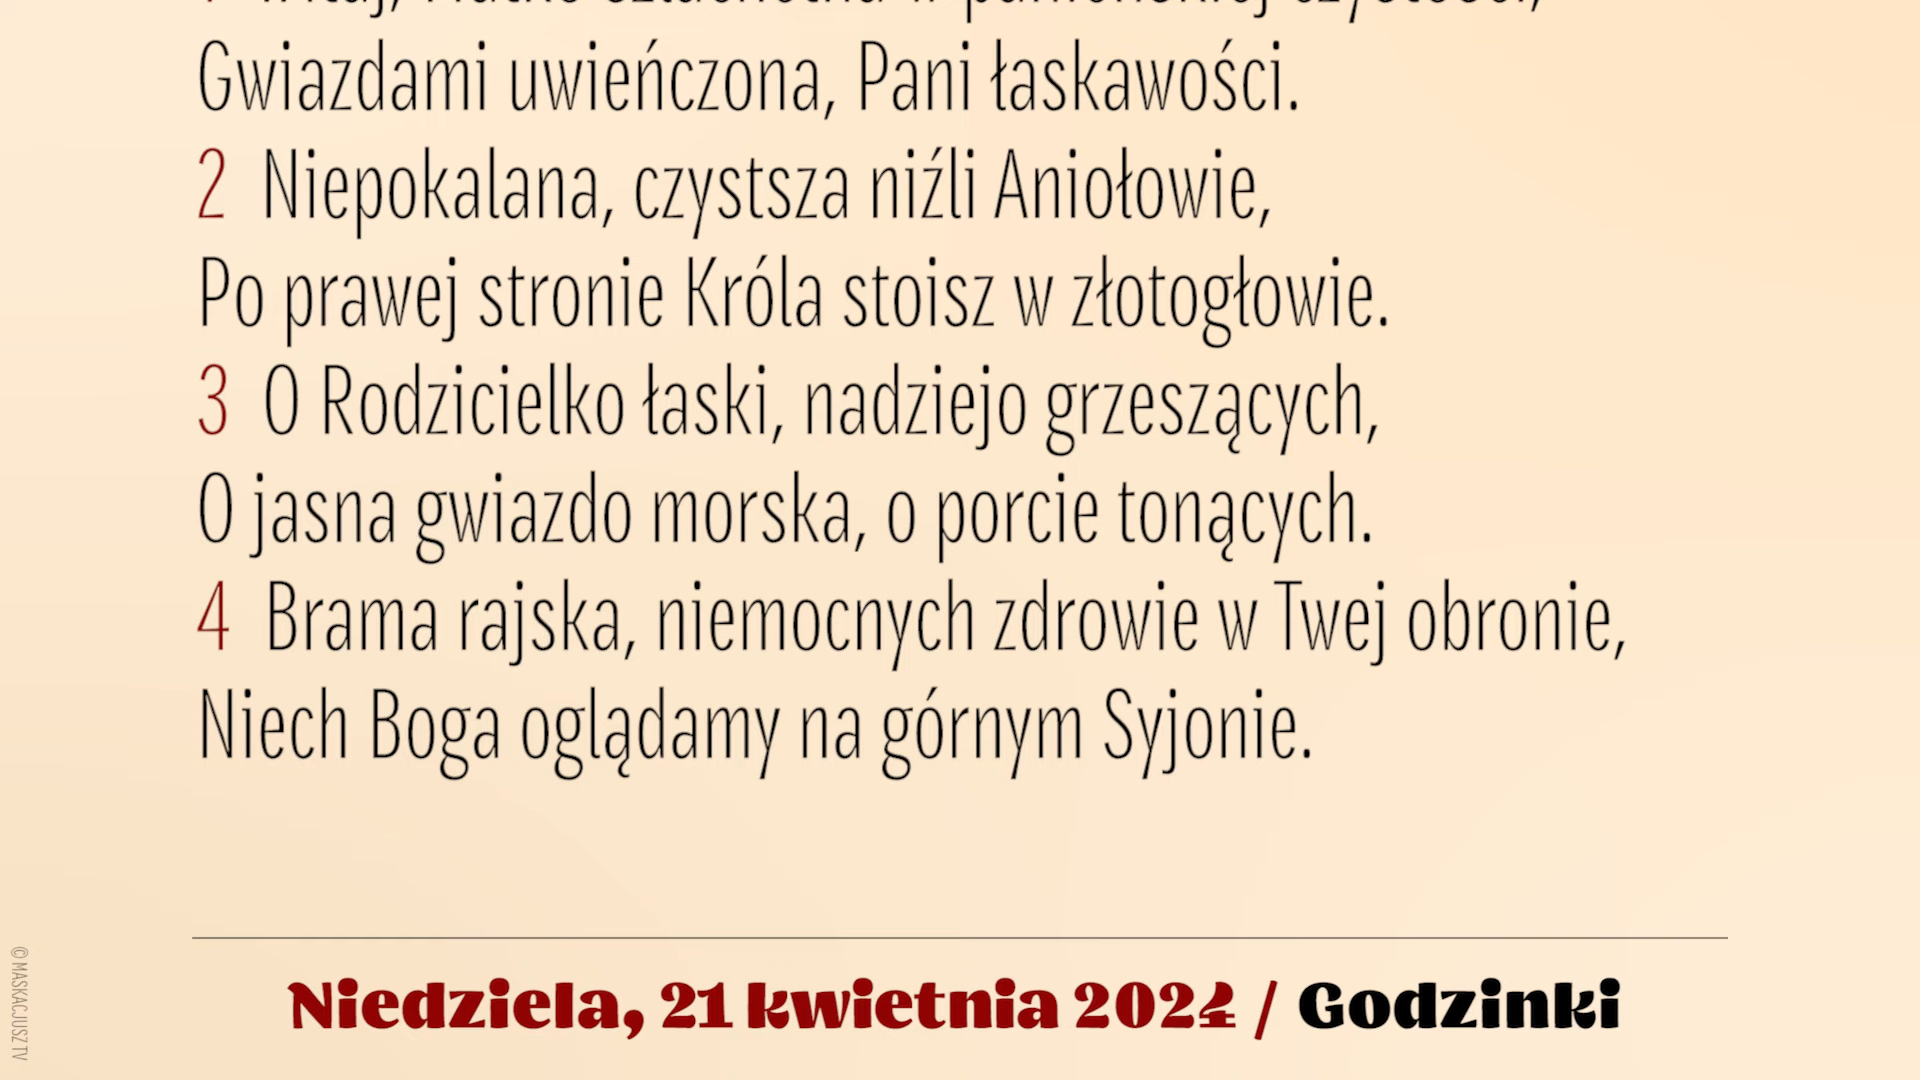 Gwiazdami uwieńczona, Pani łaskawości.
2 Niepokalana, czystsza niźli Aniołowie,
Po prawej stronie Króla stoisz w złotogłowie.
3 O Rodzicielko łaski, nadziejo grzeszących,
O jasna gwiazdo morska, o porcie tonących.
4 Brama rajska, niemocnych zdrowie w Twej obronie,
Niech Boga oglądamy na górnym Syjonie.
Niedziela, 21 kwietnia 2024 / Godzinki
© MASKACJUSZ TV